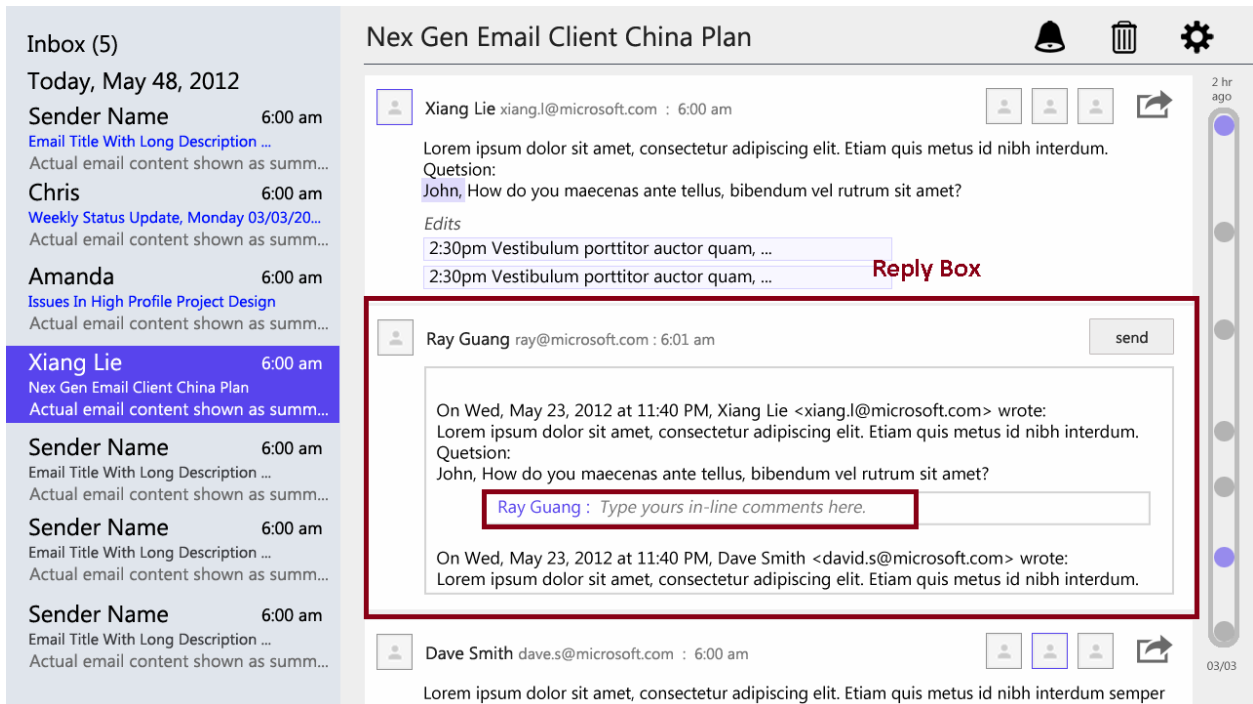 Inbox (5)
Today, May 48, 2012
Sender Name 6:00 am
Email Title With Long Description ...
Actual email content shown as summ...
Chris 6:00 am
Weekly Status Update, Monday 03/03/20...
Actual email content shown as summ...
Amanda 6:00 am
Issues In High Profile Project Design
Actual email content shown as summ...
Xiang Lie 6:00 am
Nex Gen Email Client China Plan
Actual email content shown as summ...
Sender Name 6:00 am
Email Title With Long Description ...
Actual email content shown as summ...
Sender Name 6:00 am
Email Title With Long Description ...
Actual email content shown as summ...
Sender Name 6:00 am
Email Title With Long Description ...
Actual email content shown as summ...
Nex Gen Email Client China Plan
Xiang Lie xiang.l@microsoft.com : 6:00 am
Lorem ipsum dolor sit amet, consectetur adipiscing elit. Etiam quis metus id nibh interdum.
Quetsion:
John, How do you maecenas ante tellus, bibendum vel rutrum sit amet?
Edits
2:30pm Vestibulum porttitor auctor quam, ...
2:30pm Vestibulum porttitor auctor quam, ...
Reply Box
Ray Guang ray@microsoft.com : 6:01 am
send
On Wed, May 23, 2012 at 11:40 PM, Xiang Lie <xiang.l@microsoft.com> wrote:
Lorem ipsum dolor sit amet, consectetur adipiscing elit. Etiam quis metus id nibh interdum.
Quetsion:
John, How do you maecenas ante tellus, bibendum vel rutrum sit amet?
Ray Guang : Type yours in-line comments here.
On Wed, May 23, 2012 at 11:40 PM, Dave Smith <david.s@microsoft.com> wrote:
Lorem ipsum dolor sit amet, consectetur adipiscing elit. Etiam quis metus id nibh interdum.
Dave Smith dave.s@microsoft.com : 6:00 am
Lorem ipsum dolor sit amet, consectetur adipiscing elit. Etiam quis metus id nibh interdum semper
2 hr
ago
03/03